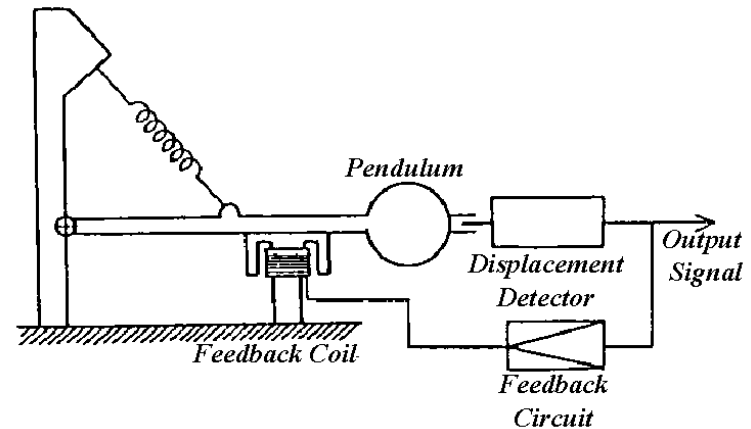 Pendulum
Output
Signal
Displacement
Detector
Feedback Coil
Feedback
Circuit